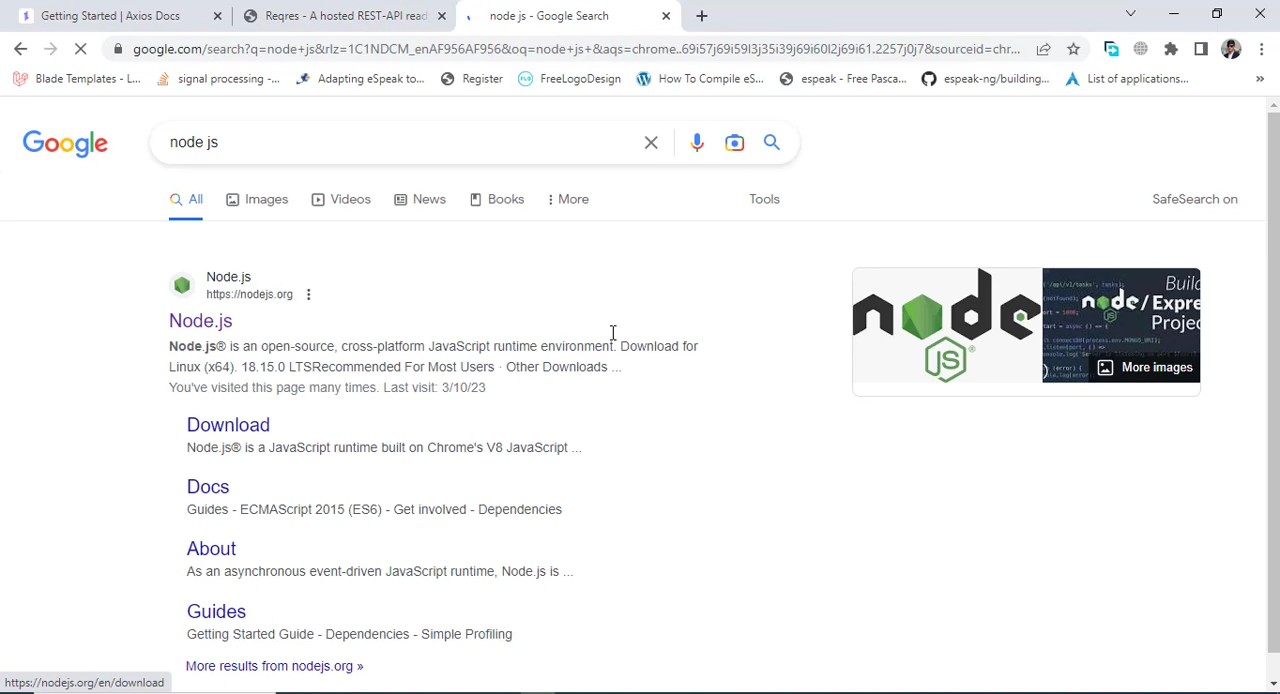 Getting Started | Axios Docs
Reqres - A hosted REST-API read
node js - Google Search
google.com/search?q=node+js&rlz=1C1NDCM_enAF956AF956&oq=node+js+&aqs=chrome..69i57j69i59l3j35i39j69i60l2j69i61.2257j0j7&sourceid=chr...
Blade Templates - L...
signal processing -...
Adapting eSpeak to...
Register
FreeLogoDesign
How To Compile eS...
espeak - Free Pasca...
espeak-ng/building...
List of applications...
»
Google
node js
All
Images
Videos
News
Books
More
Tools
SafeSearch on
Node.js
https://nodejs.org
Node.js
Node.js® is an open-source, cross-platform JavaScript runtime environment. Download for
Linux (x64). 18.15.0 LTSRecommended For Most Users · Other Downloads ...
You've visited this page many times. Last visit: 3/10/23
Download
Node.js® is a JavaScript runtime built on Chrome's V8 JavaScript ...
Docs
Guides - ECMAScript 2015 (ES6) - Get involved - Dependencies
About
As an asynchronous event-driven JavaScript runtime, Node.js is ...
Guides
Getting Started Guide - Dependencies - Simple Profiling
More results from nodejs.org »
node
JS
Buil
node/Expre
Projec
More images
https://nodejs.org/en/download